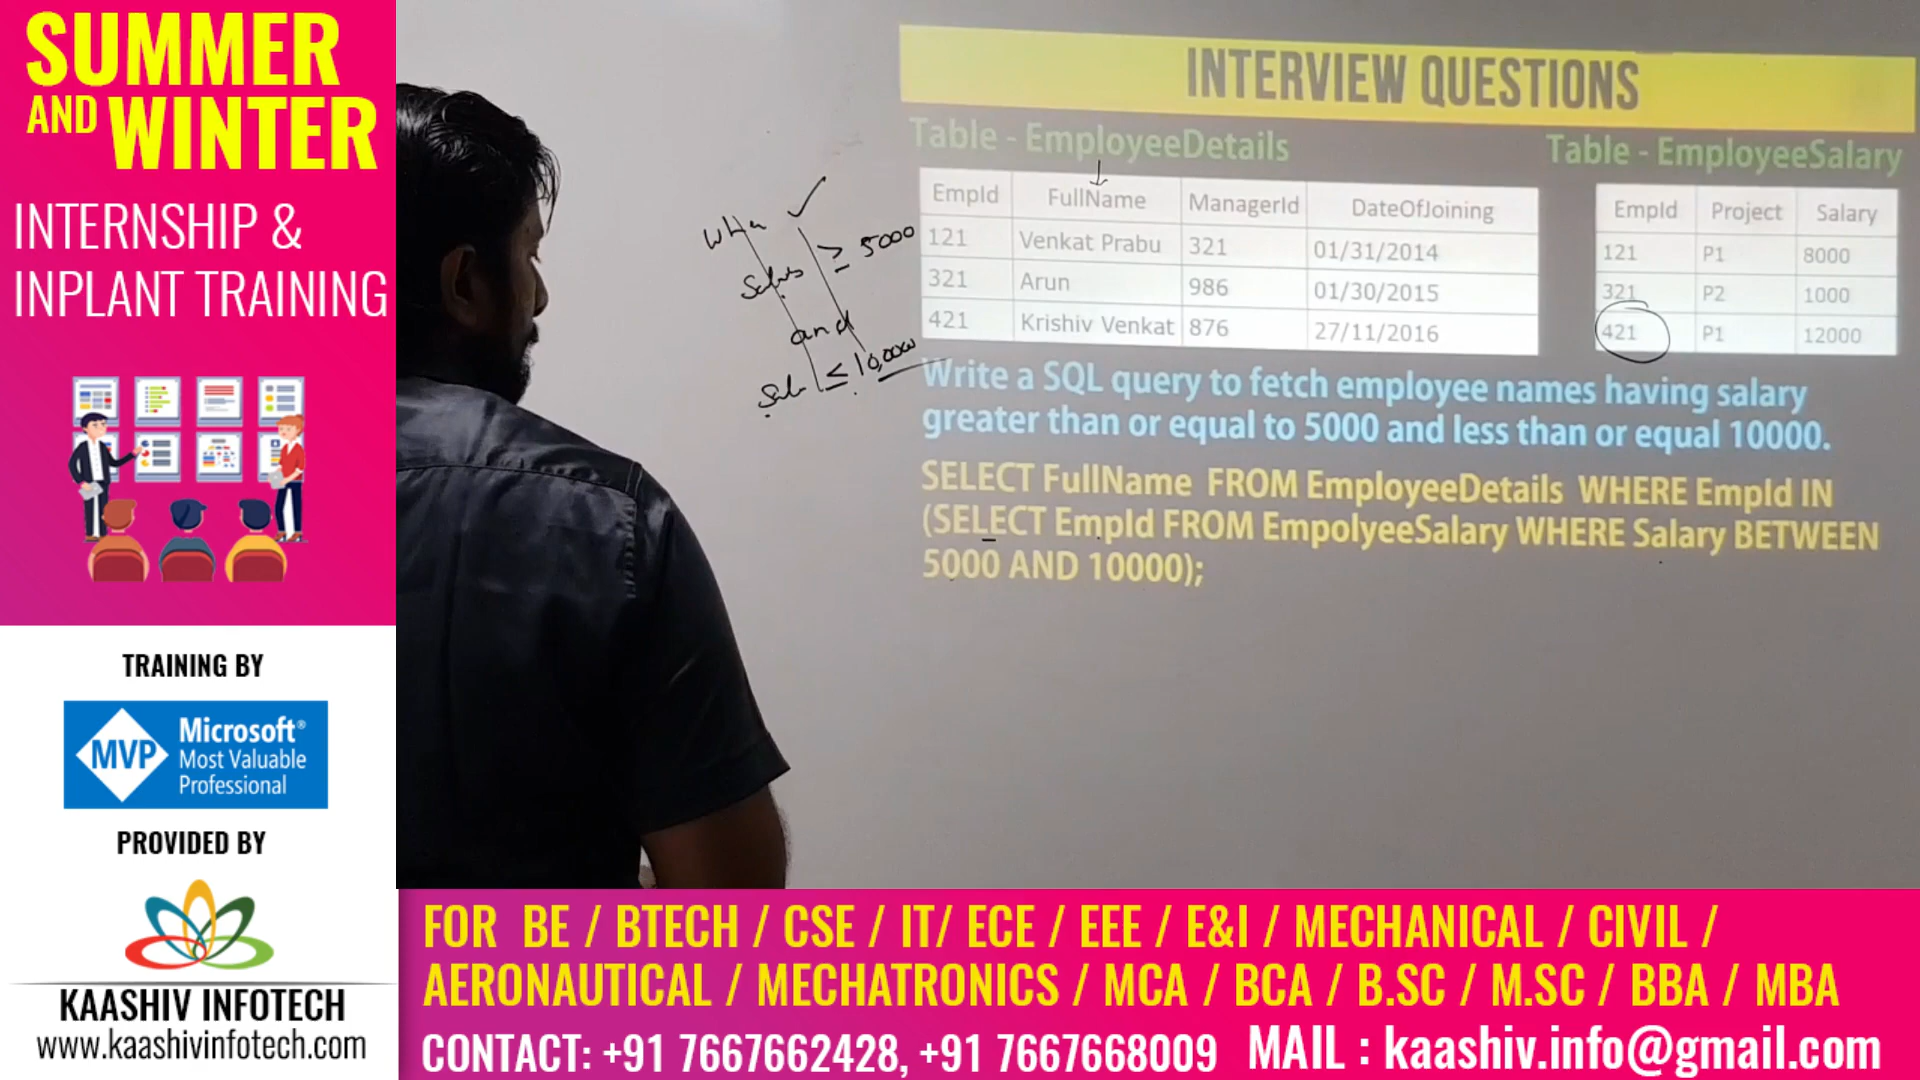 SUMMER
AND WINTER
INTERNSHIP &
INPLANT TRAINING
TRAINING BY
MVP
Microsoft®
Most Valuable
Professional
PROVIDED BY
KAASHIV INFOTECH
www.kaashivinfotech.com
INTERVIEW QUESTIONS
Table - EmployeeDetails
EmpId FullName ManagerId DateOfJoining
121 Venkat Prabu 321 01/31/2014
321 Arun 986 01/30/2015
421 Krishiv Venkat 876 27/11/2016
Table - EmployeeSalary
EmpId Project Salary
121 P1 8000
321 P2 1000
421 P1 12000
≥ 5000
and
≤ 10,000
Write a SQL query to fetch employee names having salary
greater than or equal to 5000 and less than or equal 10000.
SELECT FullName FROM EmployeeDetails WHERE EmpId IN
(SELECT EmpId FROM EmpolyeeSalary WHERE Salary BETWEEN
5000 AND 10000);
FOR BE / BTECH / CSE / IT/ ECE / EEE / E&I / MECHANICAL / CIVIL /
AERONAUTICAL / MECHATRONICS / MCA / BCA / B.SC / M.SC / BBA / MBA
CONTACT: +91 7667662428, +91 7667668009 MAIL : kaashiv.info@gmail.com